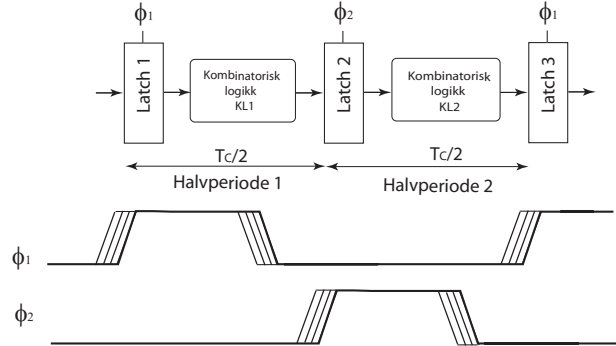 ϕ1 ϕ2 ϕ1
Latch 1
Kombinatorisk
logikk
KL1
Latch 2
Kombinatorisk
logikk
KL2
Latch 3
Tc/2 Tc/2
Halvperiode 1 Halvperiode 2
ϕ1
ϕ2